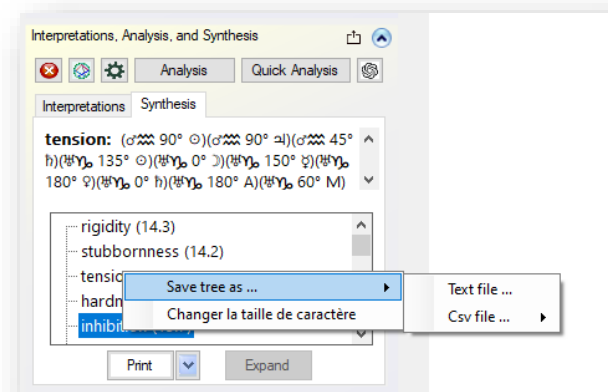 Interpretations, Analysis, and Synthesis
Analysis Quick Analysis
Interpretations Synthesis
tension: (♂♒ 90° ☉)(♂♒ 90° ♃)(♂♒ 45°
♄)(♅♑ 135° ☉)(♅♑ 0° ☽)(♅♑ 150° ☿)(♅♑
180° ♀)(♅♑ 0° ♄)(♅♑ 180° A)(♅♑ 60° M)
rigidity (14.3)
stubbornness (14.2)
Save tree as ...
Text file ...
Changer la taille de caractère
Csv file ...
Print Expand